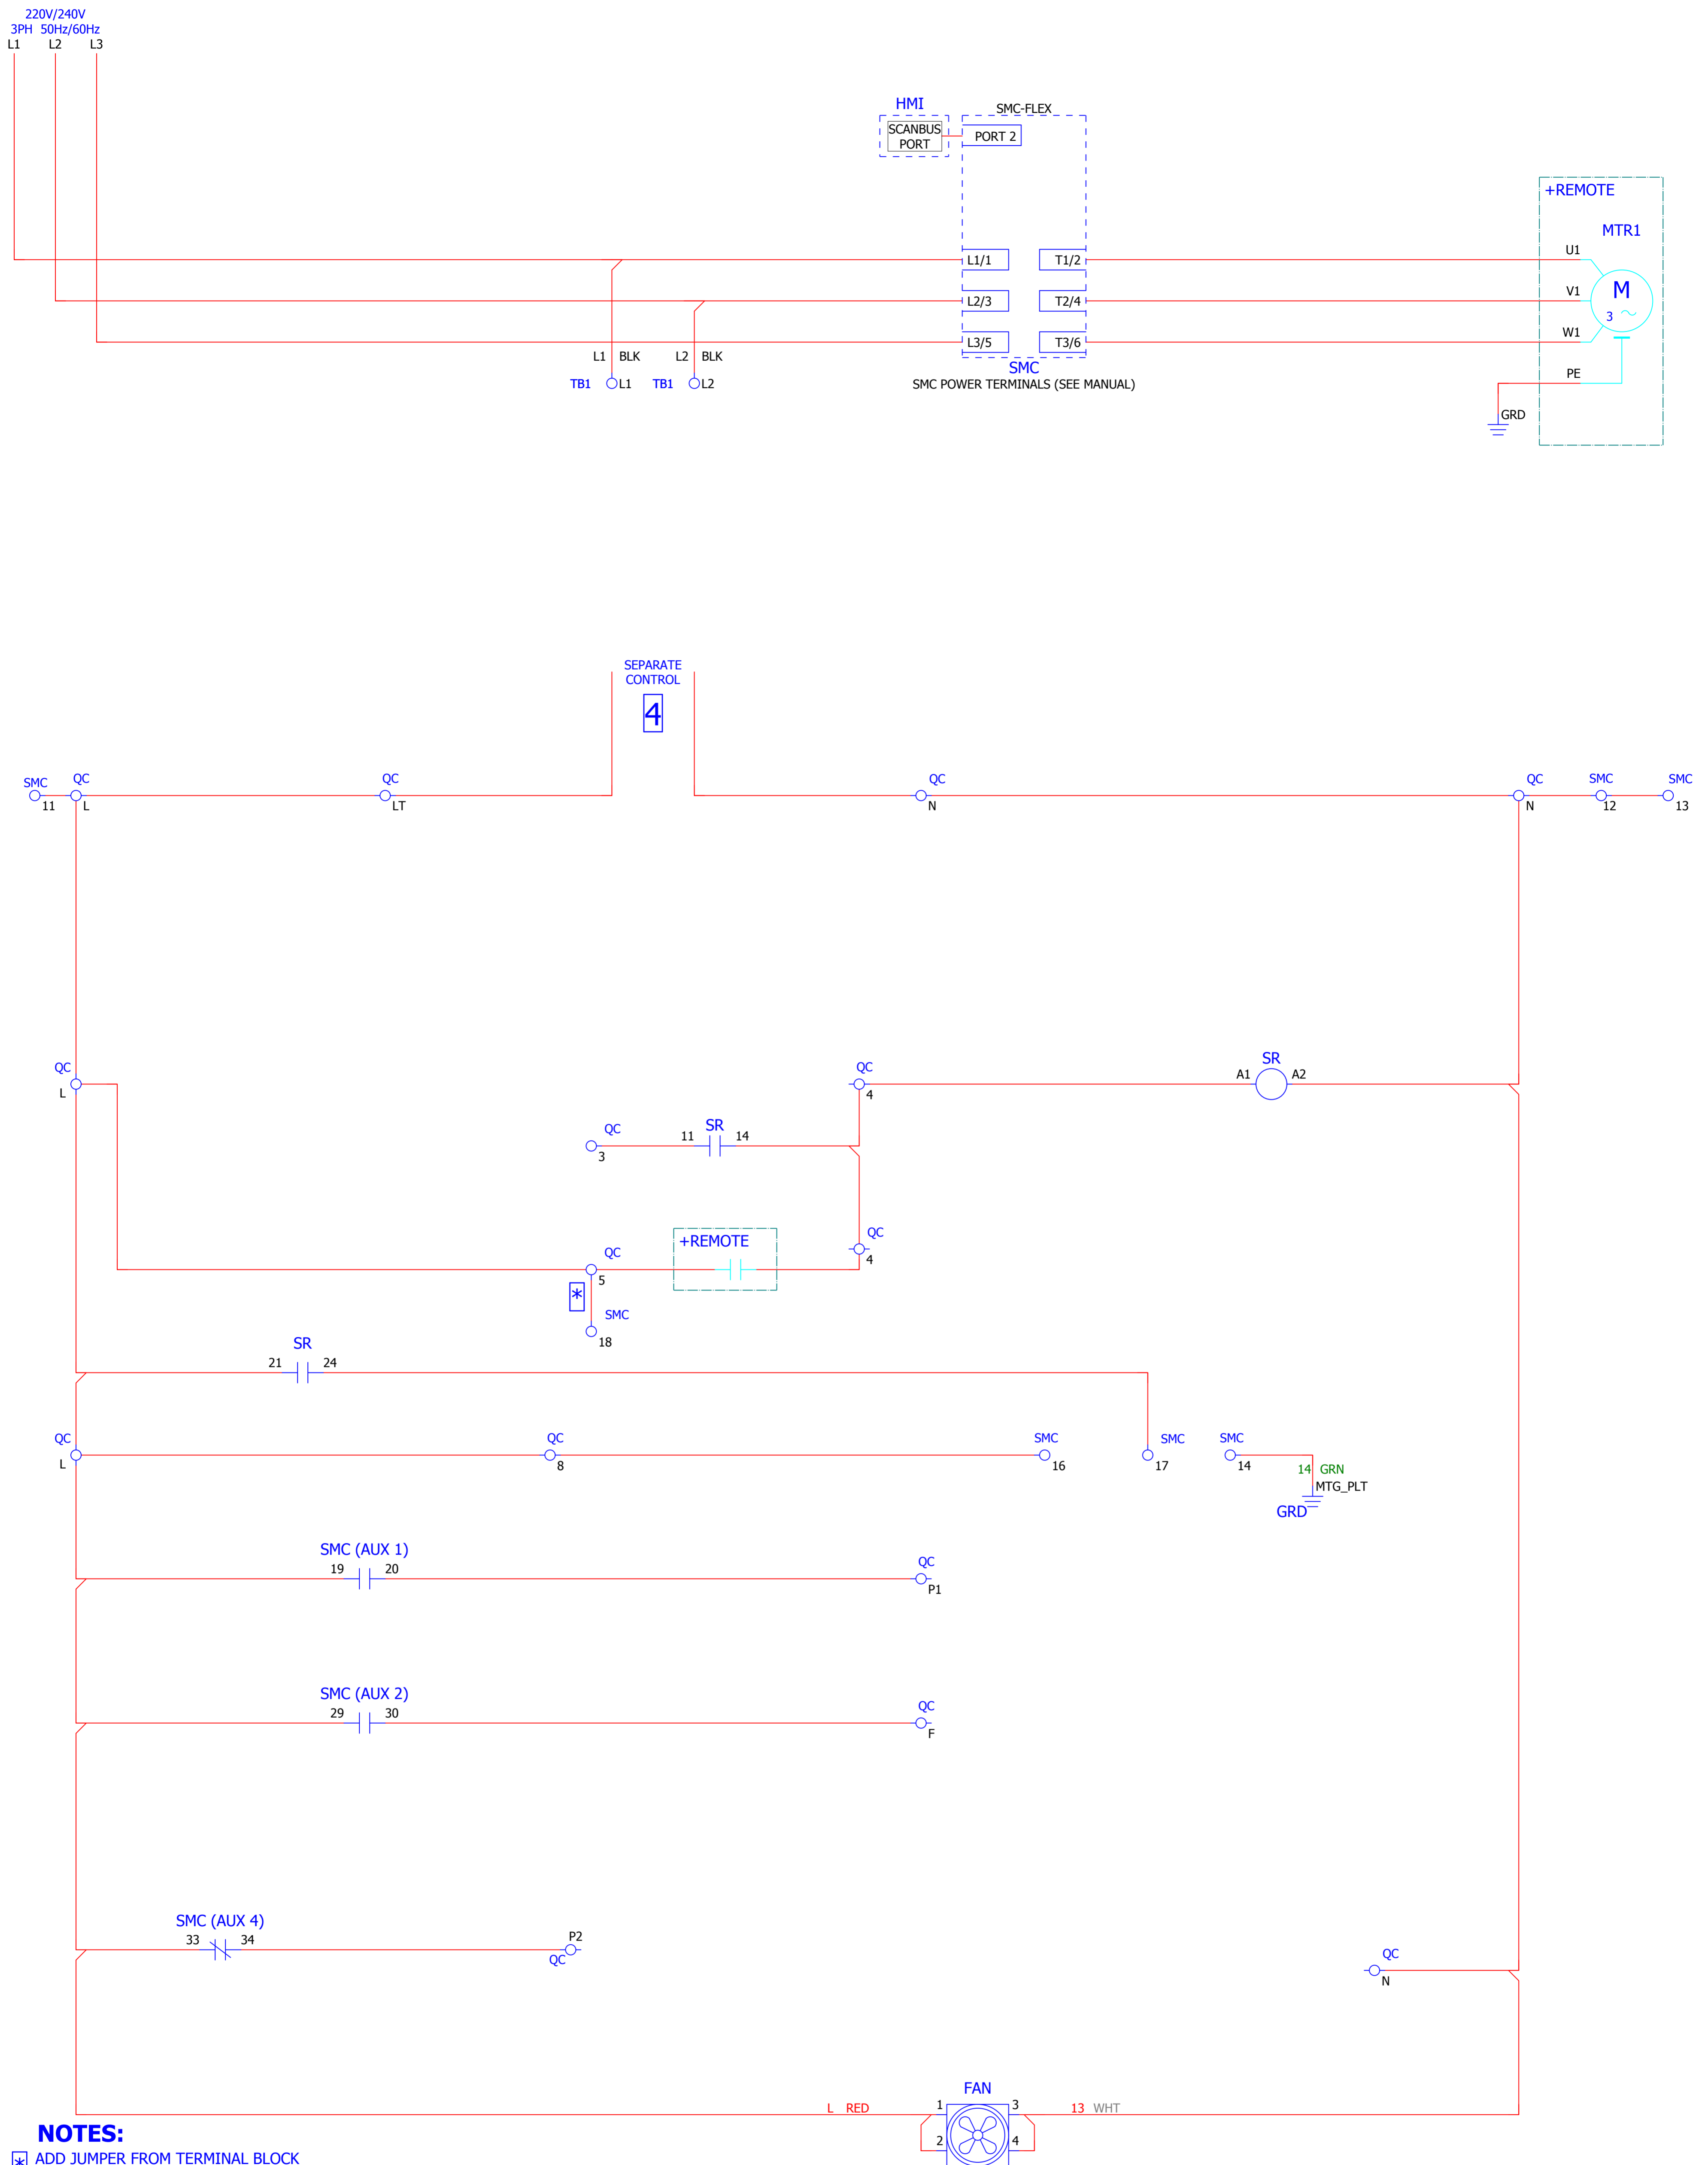 220V/240V
3PH 50Hz/60Hz
L1 L2 L3
HMI
SMC-FLEX
SCANBUS
PORT
PORT 2
+REMOTE
MTR1
U1
L1/1 T1/2
M
V1
L2/3 T2/4
3
W1
L3/5 T3/6
L1 BLK L2 BLK
SMC
PE
TB1 L1 TB1 L2
SMC POWER TERMINALS (SEE MANUAL)
GRD
SEPARATE
CONTROL
4
SMC QC QC QC QC SMC SMC
11 L LT N N 12 13
QC QC SR
A1 A2
L 4
QC SR
11 14
3
QC
+REMOTE
4
QC
5
*
SMC
18
SR
21 24
QC QC SMC SMC SMC
L 8 16 17 14
14 GRN
MTG_PLT
GRD
SMC (AUX 1)
19 20 QC
P1
SMC (AUX 2)
29 30 QC
F
SMC (AUX 4)
33 34 P2
QC
QC
N
FAN
L RED 1 3 13 WHT
2 4
NOTES:
* ADD JUMPER FROM TERMINAL BLOCK